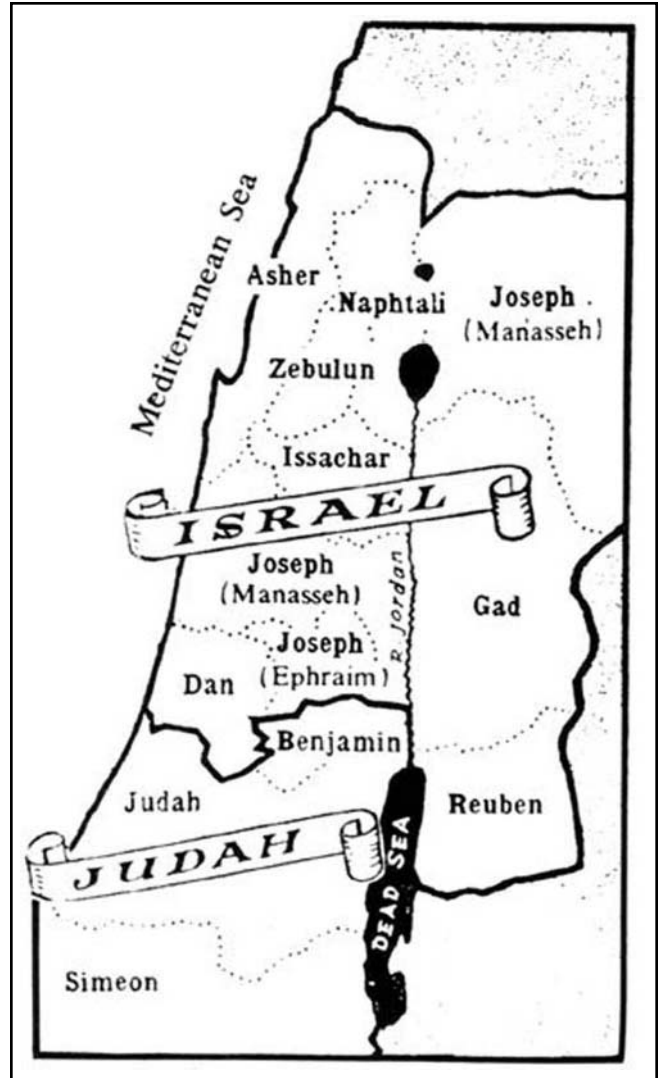 Mediterranean Sea
Asher
Naphtali
Joseph
(Manasseh)
Zebulun
Issachar
ISRAEL
Joseph
(Manasseh)
R. Jordan
Gad
Joseph
(Ephraim)
Dan
Benjamin
Judah
Reuben
JUDAH
DEAD SEA
Simeon